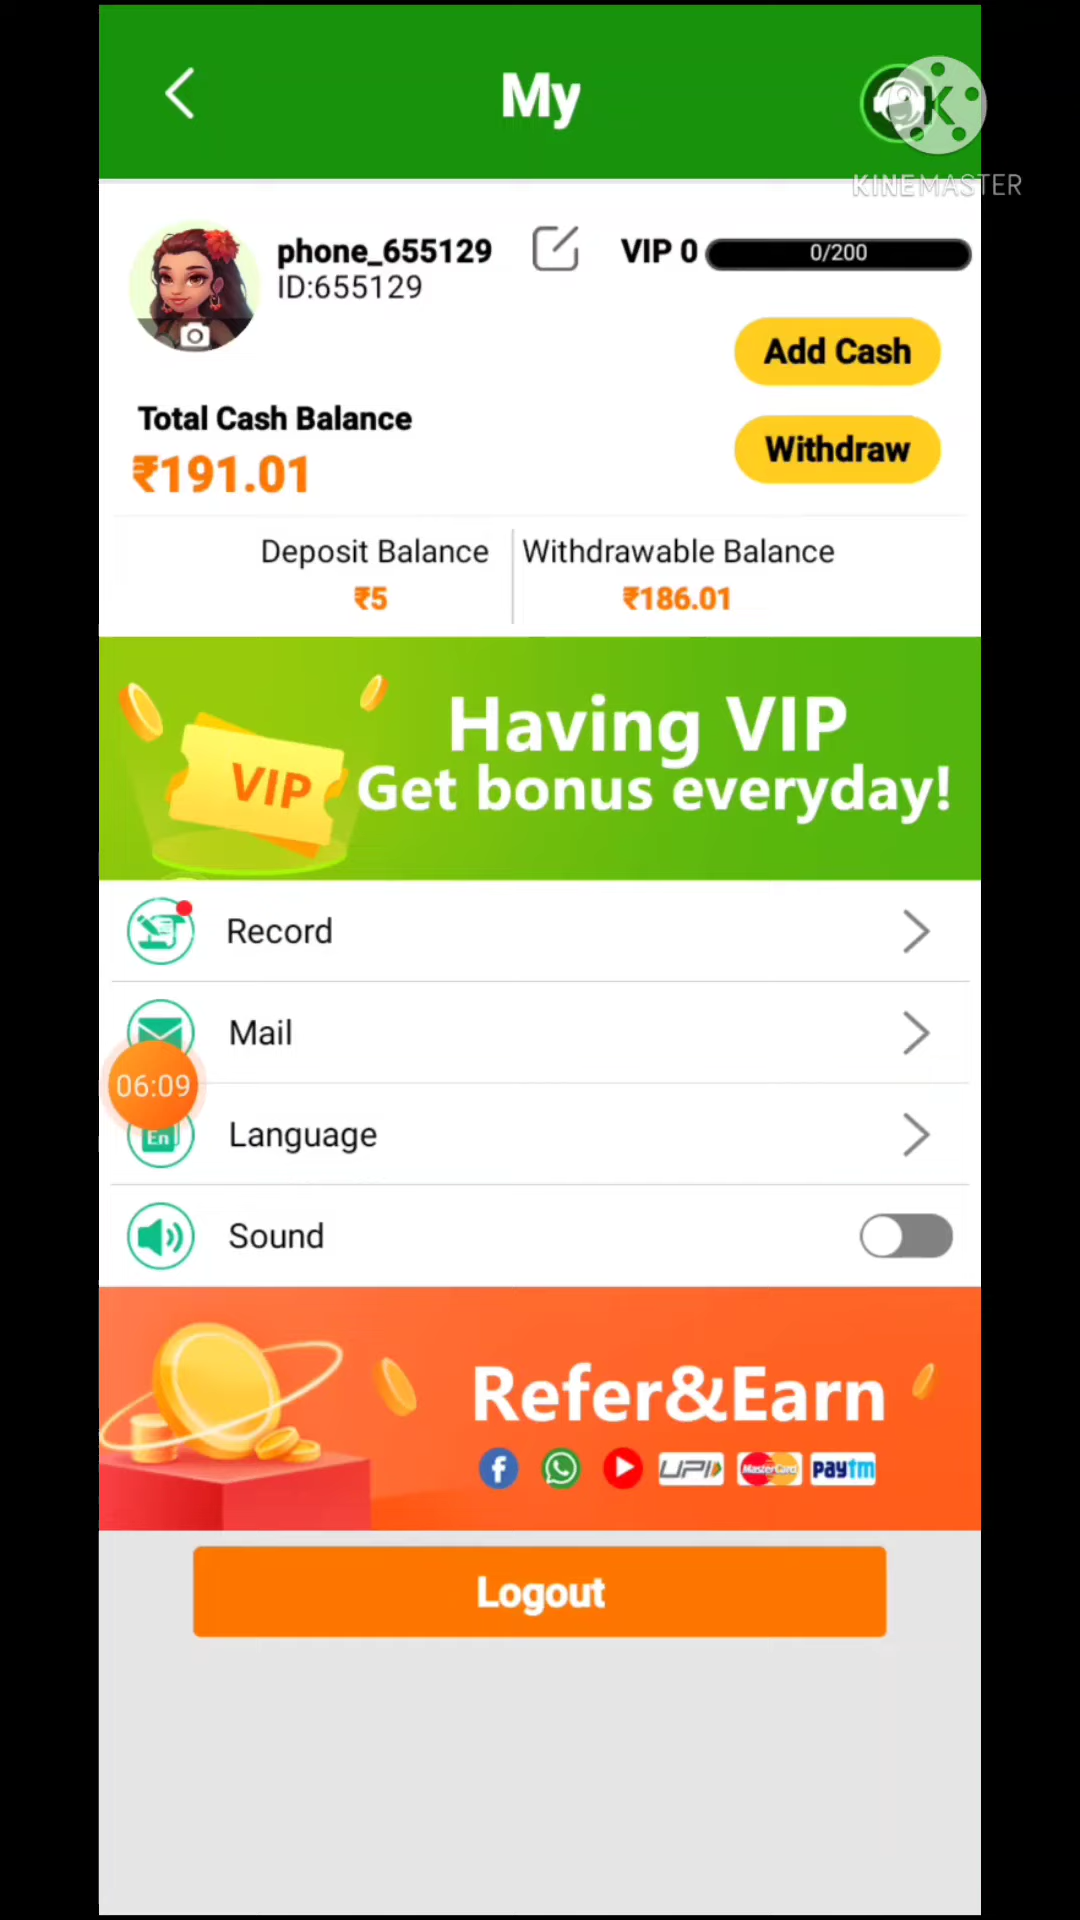 My
K
KINEMASTER
phone_655129
VIP 0
0/200
ID:655129
Add Cash
Total Cash Balance
₹191.01
Withdraw
Deposit Balance
Withdrawable Balance
₹5
₹186.01
VIP
Having VIP
Get bonus everyday!
Record
Mail
06:09
En
Language
Sound
Refer&Earn
f
UPI
MasterCard
paytm
Logout